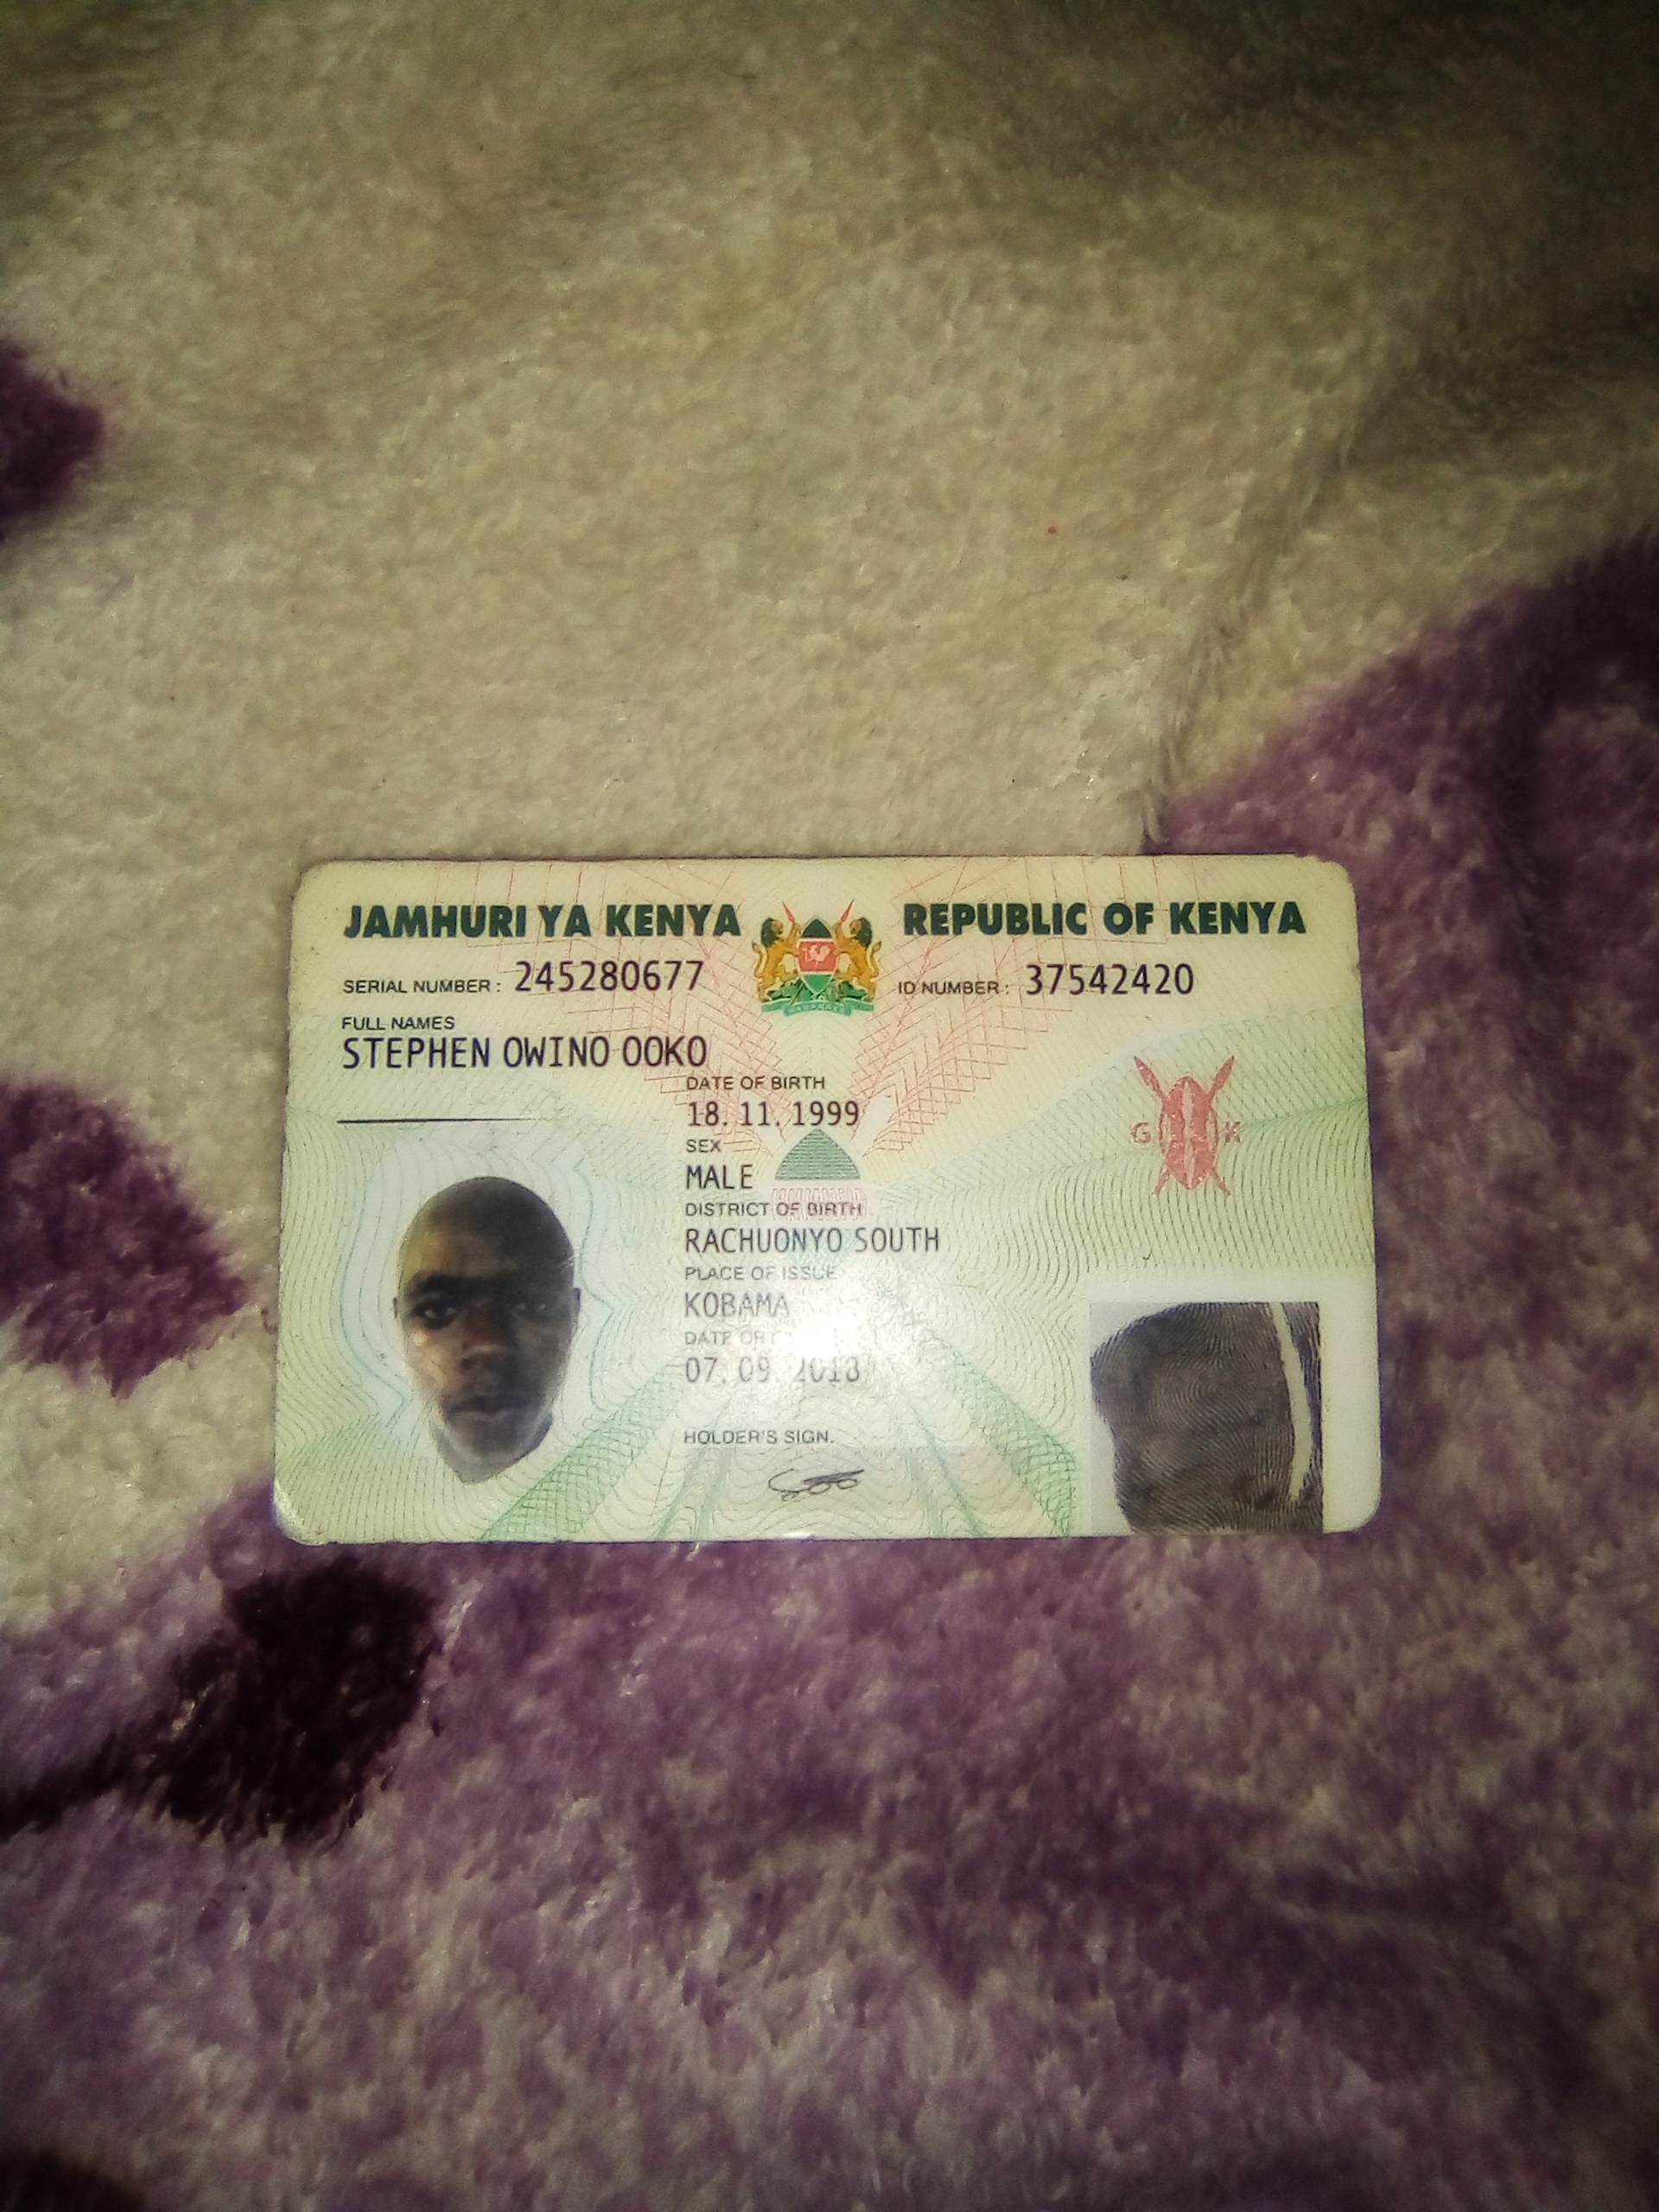 JAMHURI YA KENYA REPUBLIC OF KENYA
SERIAL NUMBER : 245280677 ID NUMBER : 37542420
FULL NAMES
STEPHEN OWINO OOKO
DATE OF BIRTH
18. 11. 1999
SEX
MALE
G K
DISTRICT OF BIRTH
RACHUONYO SOUTH
PLACE OF ISSUE
KOBAMA
DATE OF
07. 09. 2018
HOLDER'S SIGN.